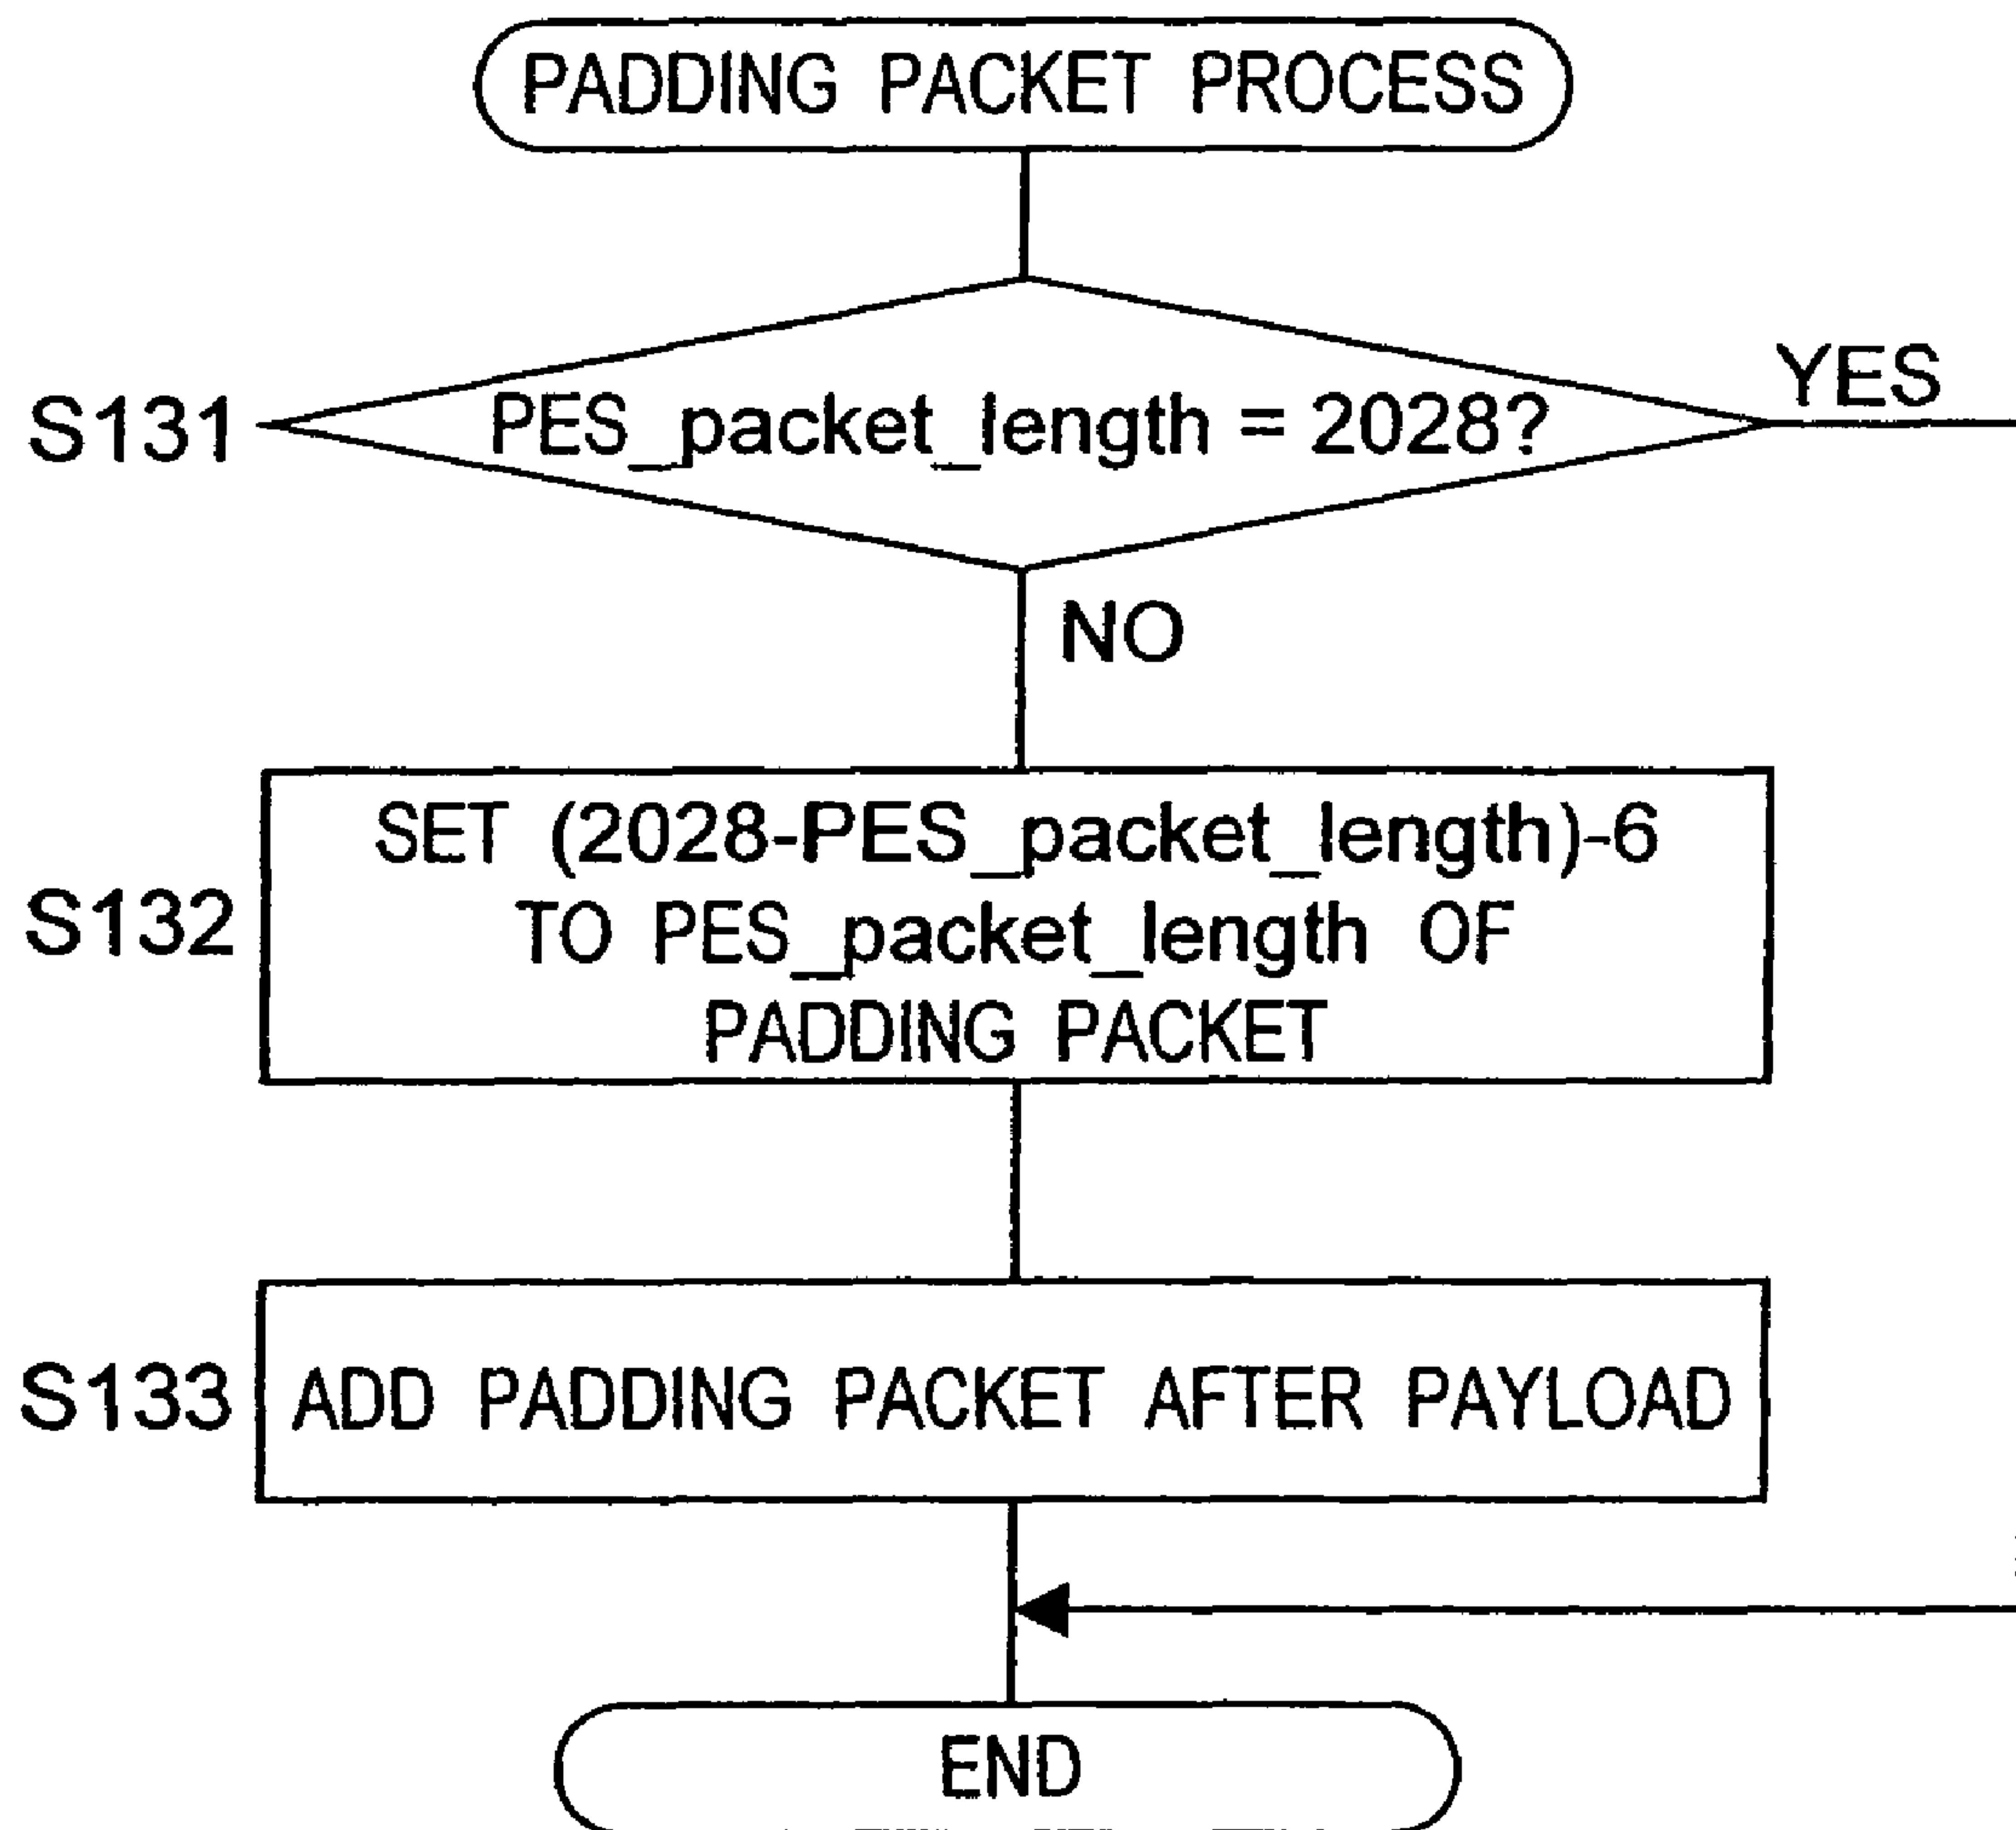 PADDING PACKET PROCESS
S131
PES_packet_length = 2028?
YES
NO
S132
SET (2028-PES_packet_length)-6
TO PES_packet_length OF
PADDING PACKET
S133
ADD PADDING PACKET AFTER PAYLOAD
END